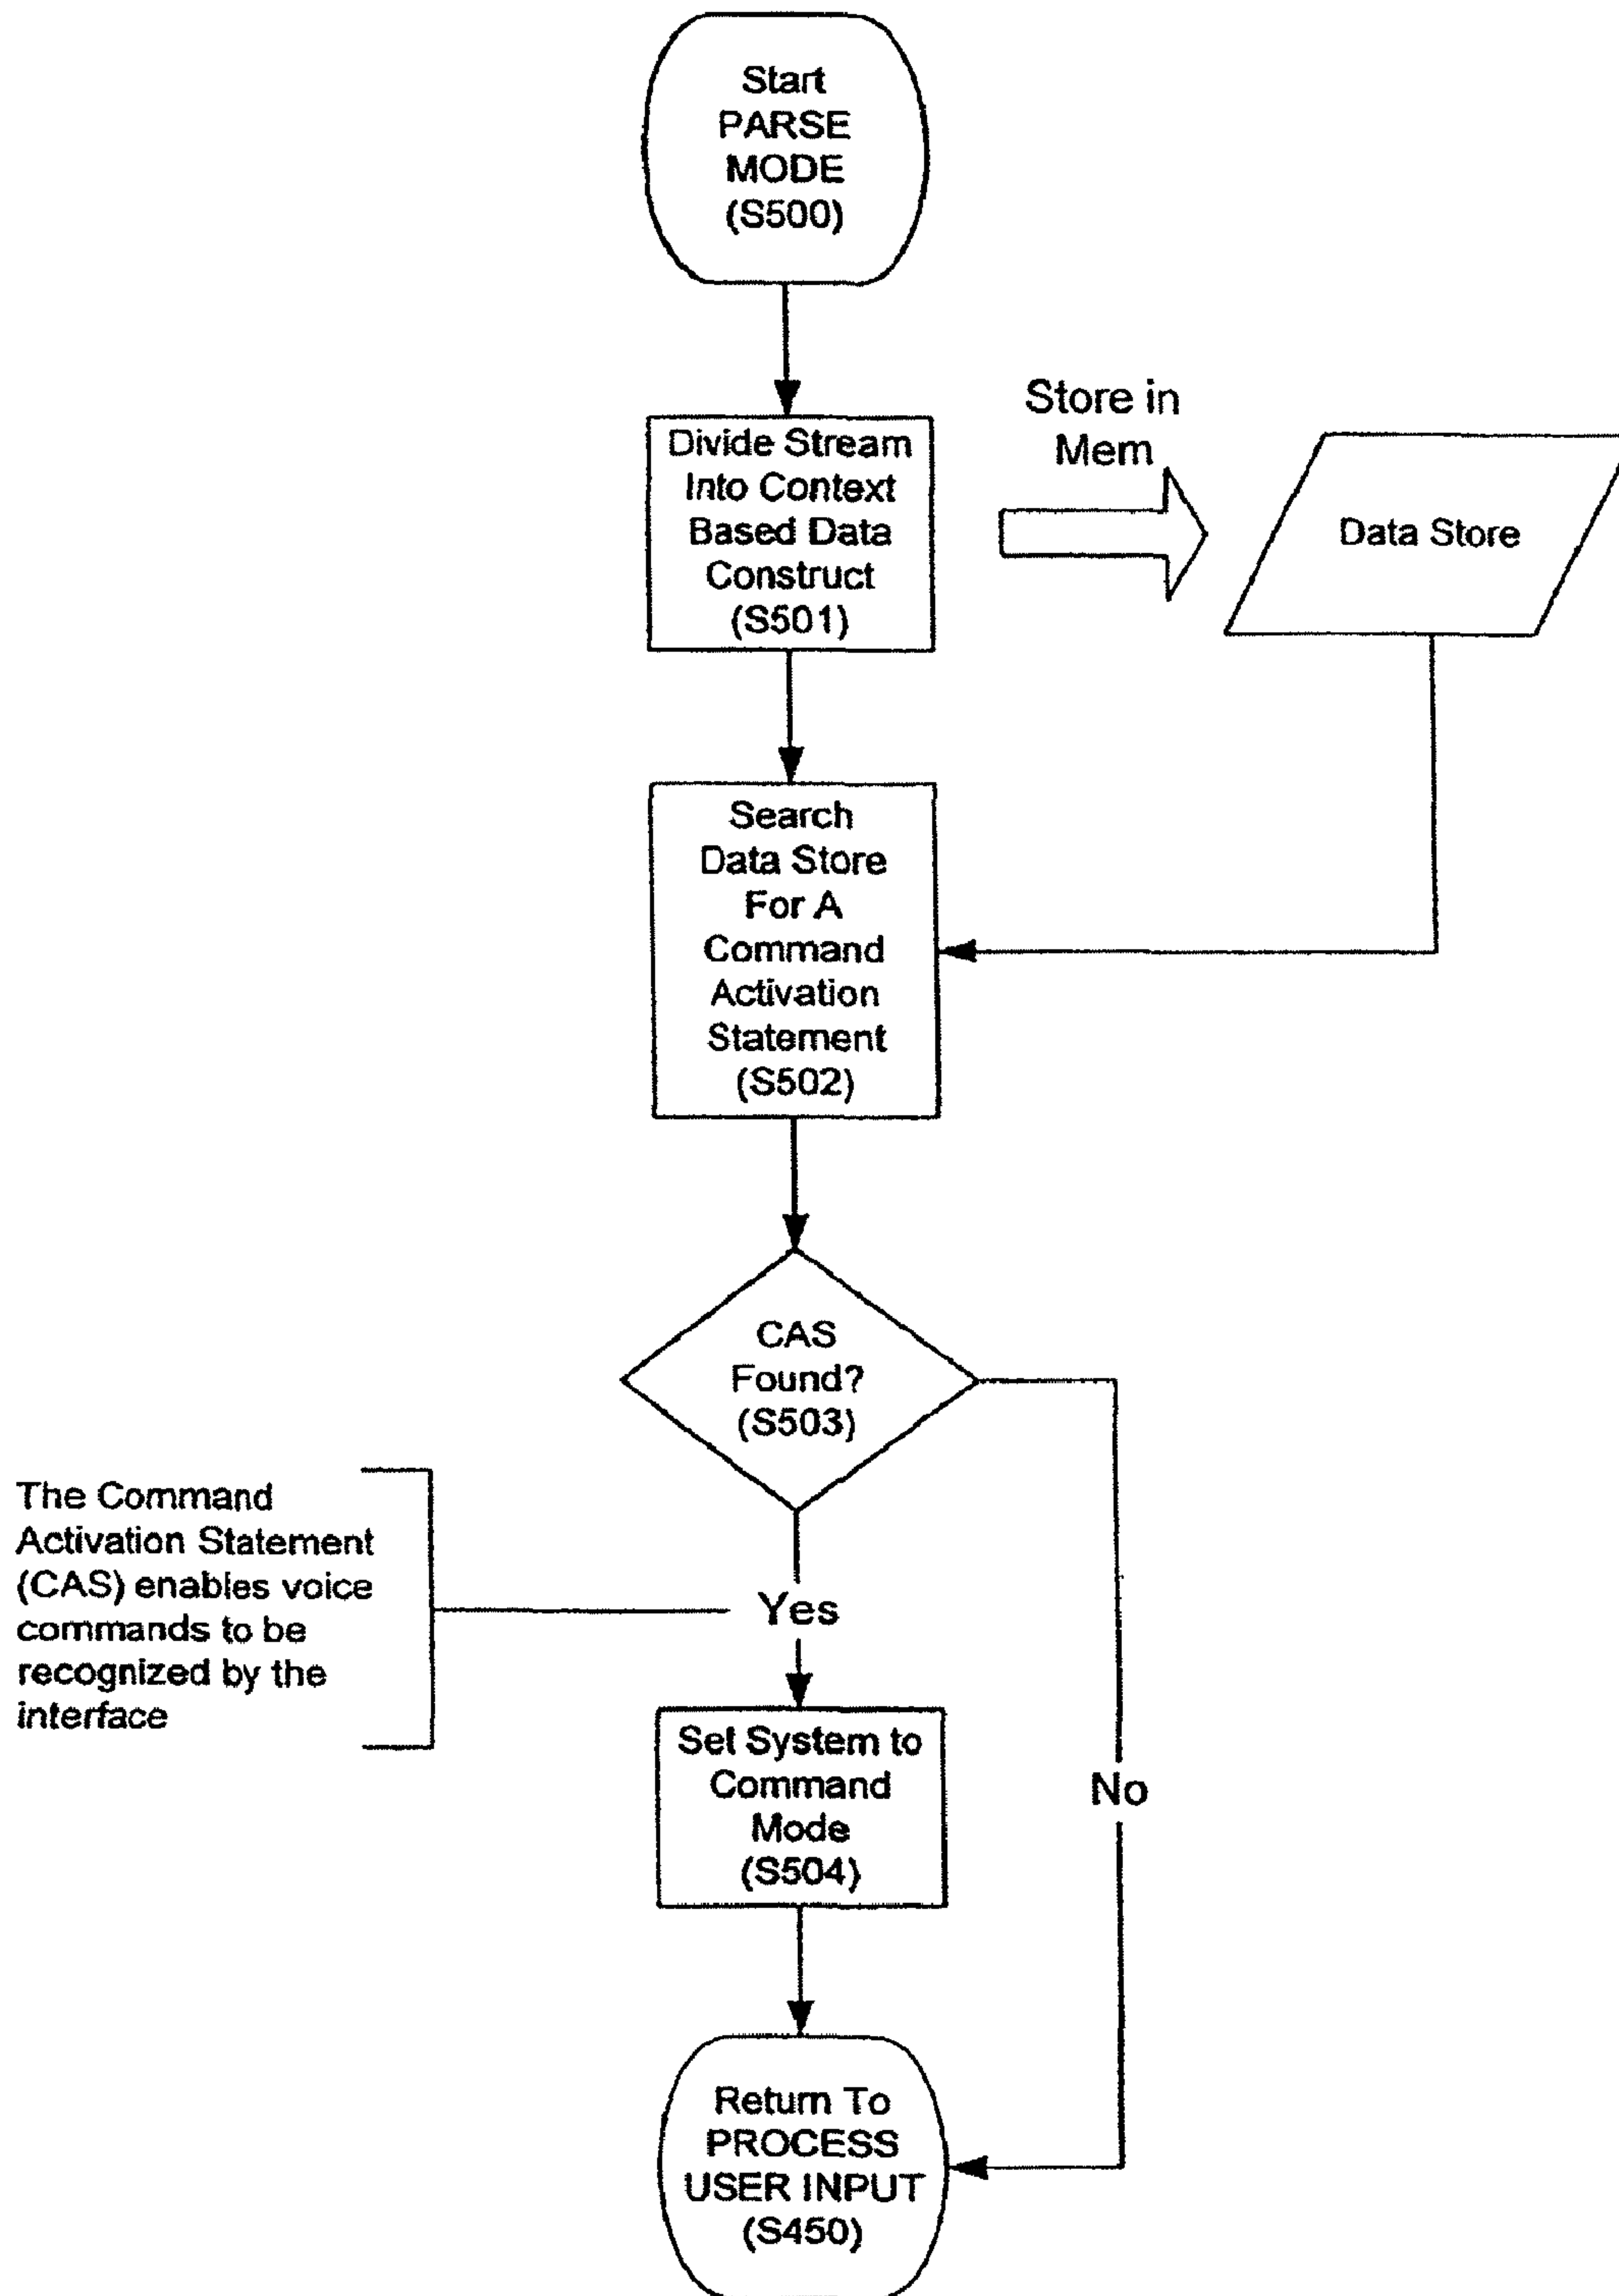 Start
PARSE
MODE
(S500)
Divide Stream
Into Context
Based Data
Construct
(S501)
Store in
Mem
Data Store
Search
Data Store
For A
Command
Activation
Statement
(S502)
CAS
Found?
(S503)
The Command
Activation Statement
(CAS) enables voice
commands to be
recognized by the
interface
Yes
No
Set System to
Command
Mode
(S504)
Return To
PROCESS
USER INPUT
(S450)